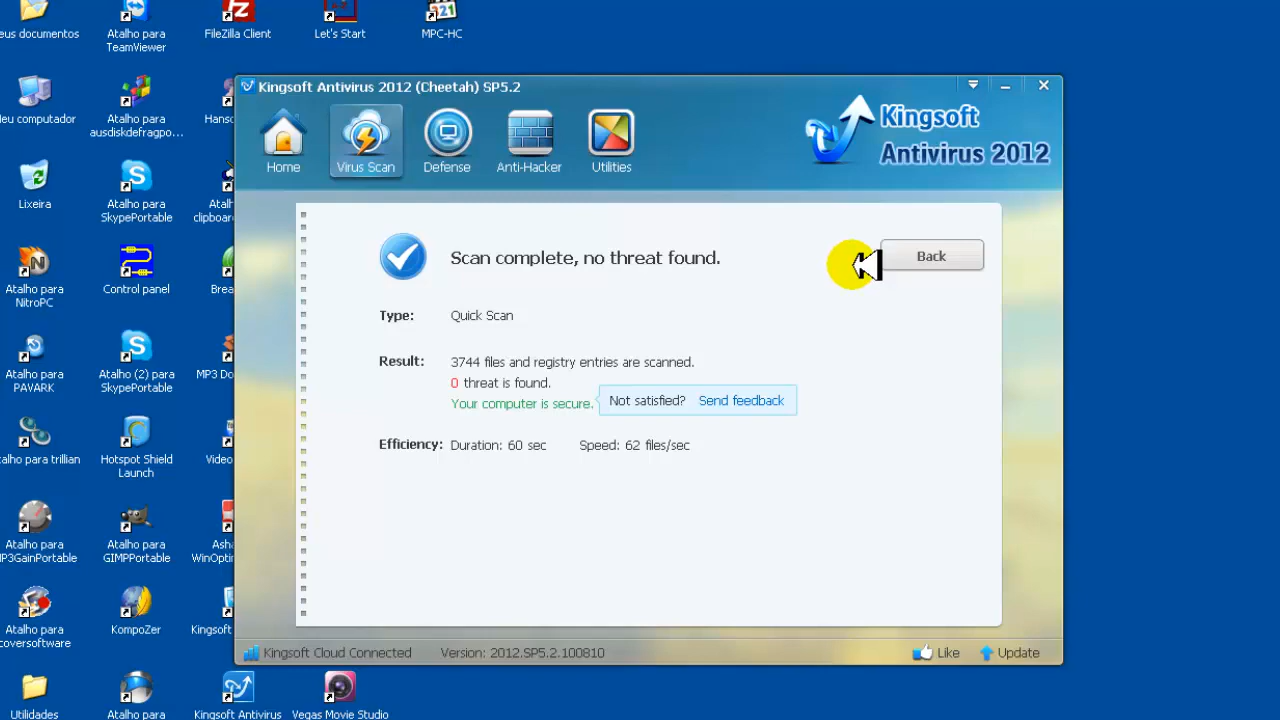 eus documentos
Atalho para
TeamViewer
FileZilla Client
Let's Start
MPC-HC
Kingsoft Antivirus 2012 (Cheetah) SP5.2
Home
Virus Scan
Defense
Anti-Hacker
Utilities
Kingsoft
Antivirus 2012
Meu computador
Atalho para
ausdiskdefragpo...
Hanso
Lixeira
Atalho para
SkypePortable
Atalh
clipboard
Scan complete, no threat found.
Back
Type: Quick Scan
Result: 3744 files and registry entries are scanned.
0 threat is found.
Your computer is secure.
Not satisfied? Send feedback
Efficiency: Duration: 60 sec Speed: 62 files/sec
Atalho para
NitroPC
Control panel
Brea
Atalho para
PAVARK
Atalho (2) para
SkypePortable
MP3 Do
talho para trillian
Hotspot Shield
Launch
Video
Atalho para
P3GainPortable
Atalho para
GIMPPortable
Asha
WinOptim
Atalho para
coversoftware
KompoZer
Kingsoft
Kingsoft Cloud Connected
Version: 2012.SP5.2.100810
Like
Update
Utilidades
Atalho para
Kingsoft Antivirus
Vegas Movie Studio